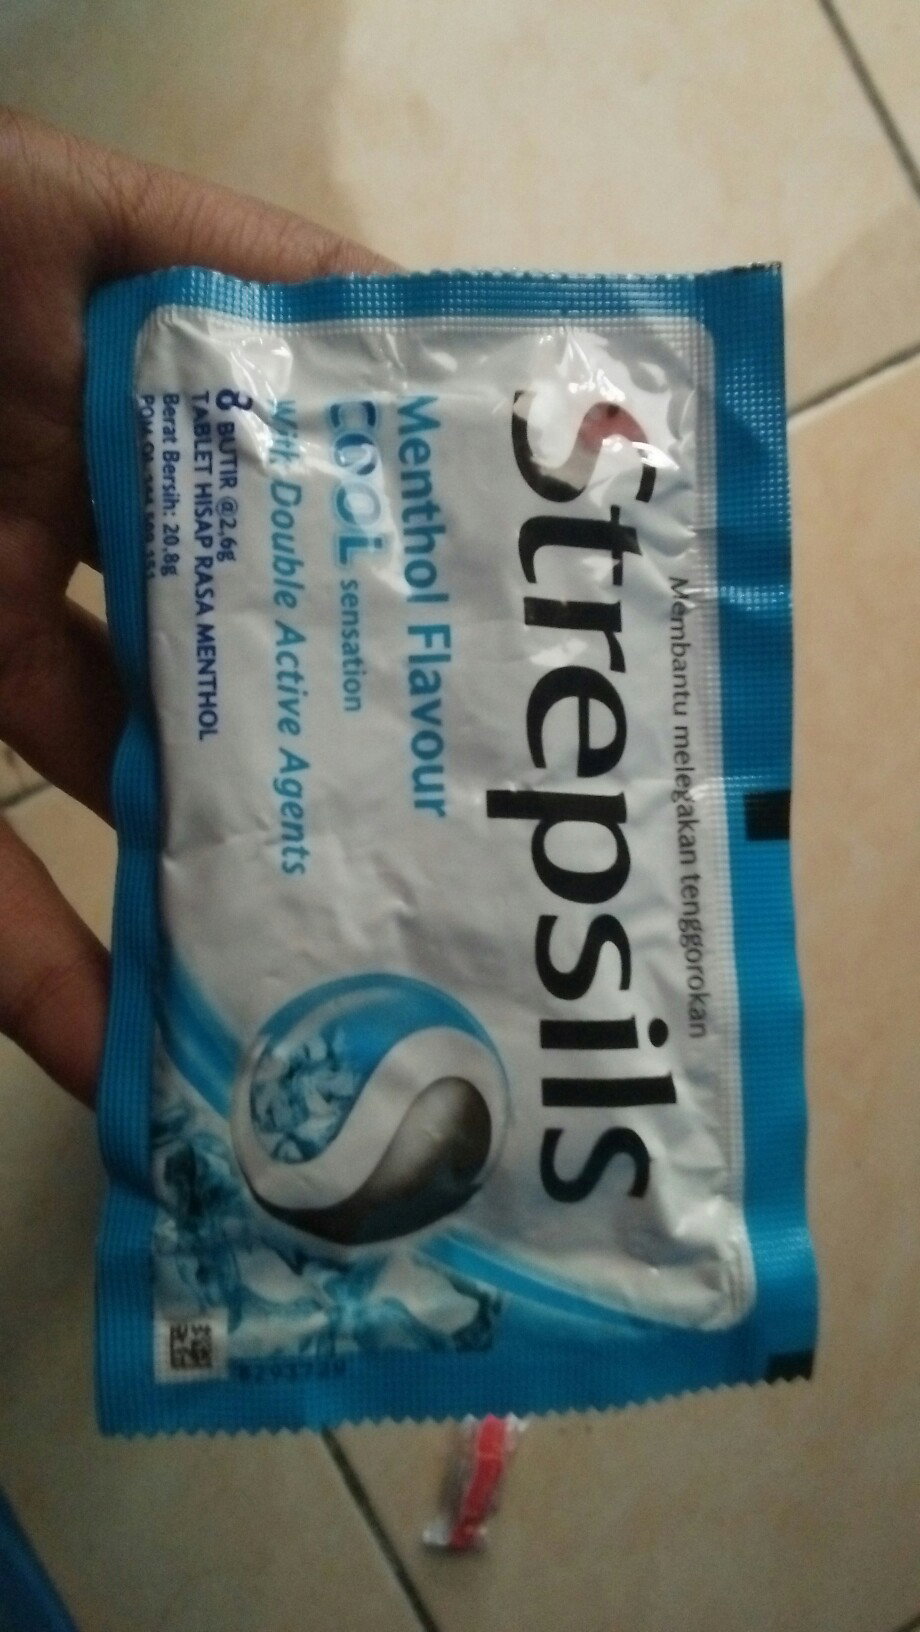 Membantu melegakan tenggorokan
Strepsils
Menthol Flavour
COOL sensation
With Double Active Agents
8 BUTIR @2,6g
TABLET HISAP RASA MENTHOL
Berat Bersih: 20,8g
POM